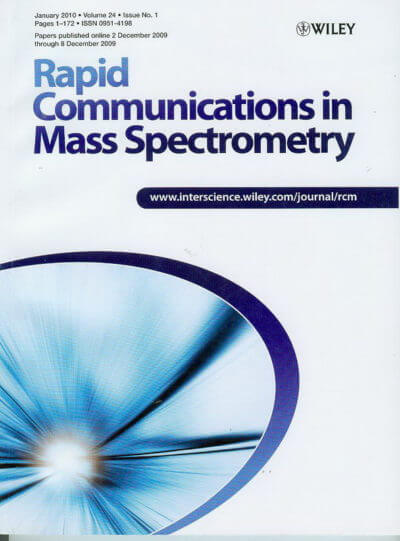 January 2010 • Volume 24 • Issue No. 1
Pages 1–172 • ISSN 0951-4198
Papers published online 2 December 2009
through 8 December 2009
WILEY
Rapid
Communications in
Mass Spectrometry
www.interscience.wiley.com/journal/rcm